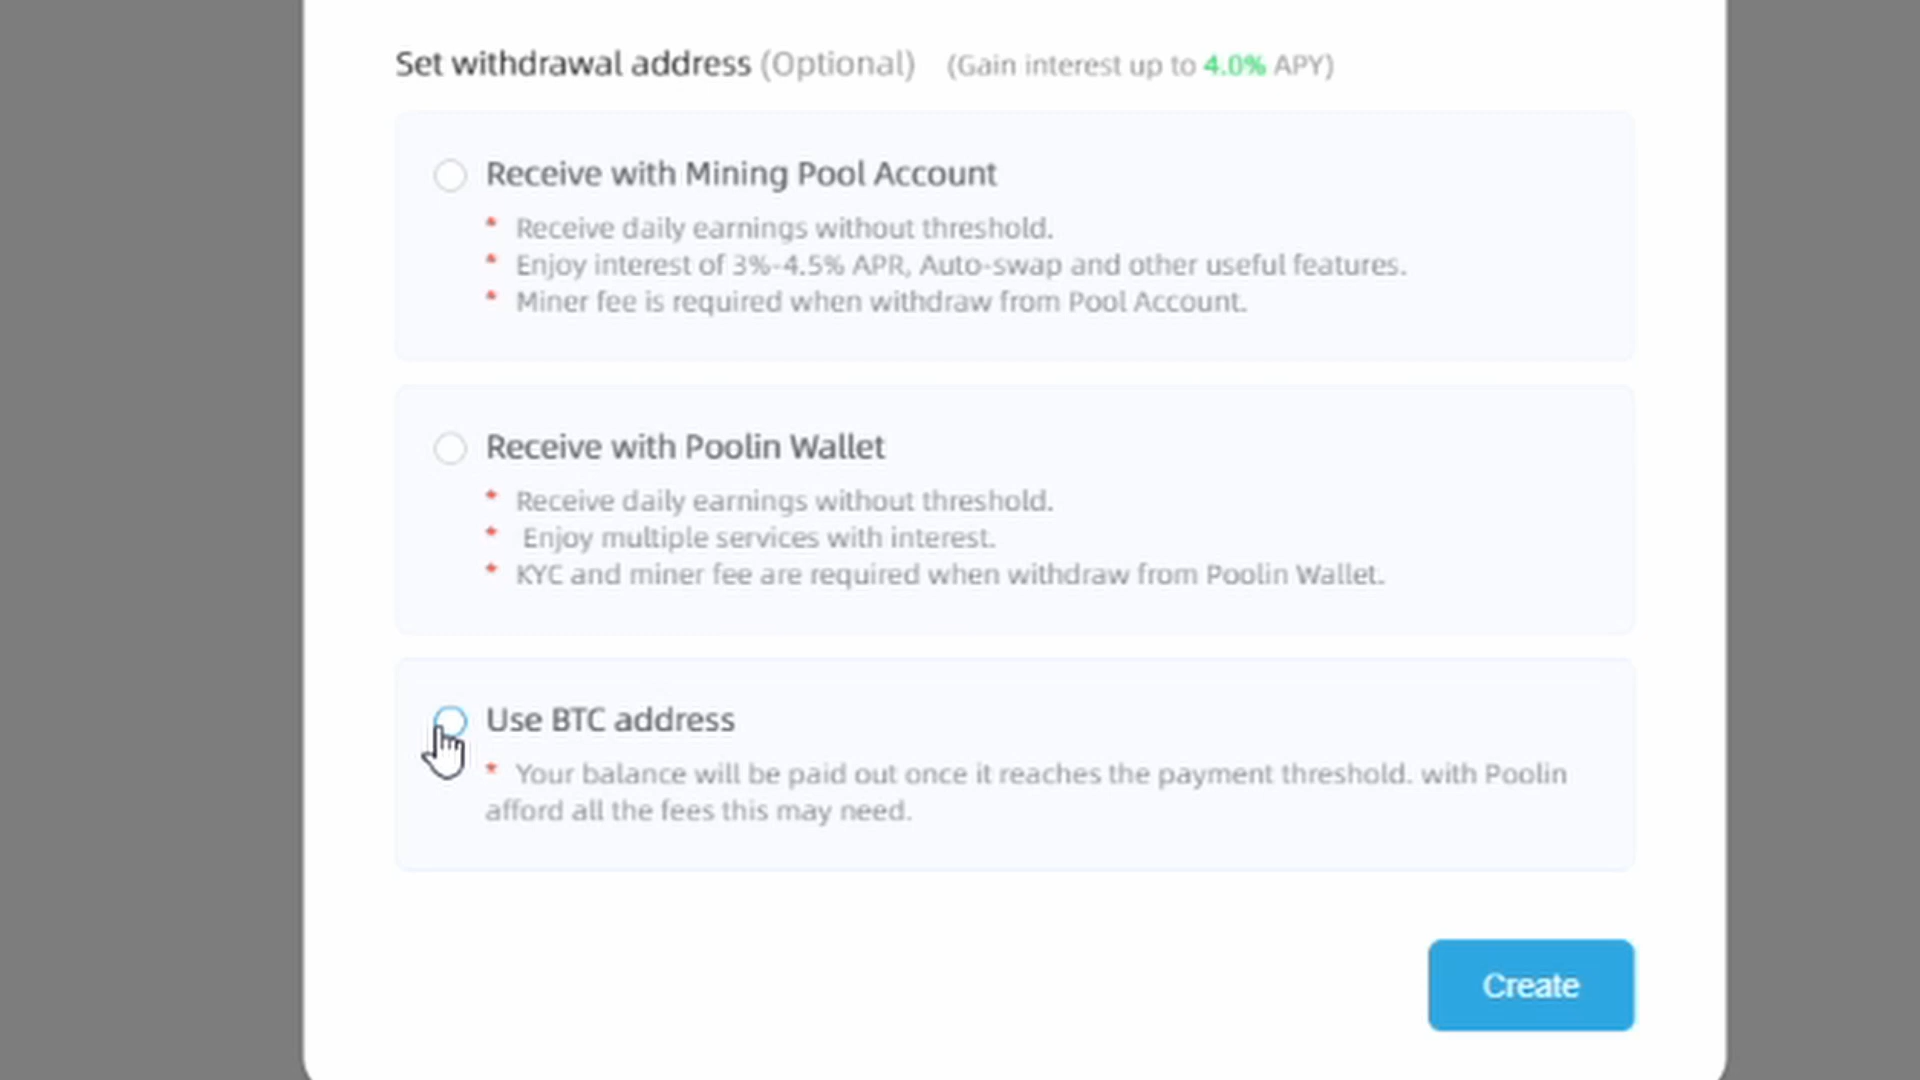 Set withdrawal address (Optional) (Gain interest up to 4.0% APY)
Receive with Mining Pool Account
* Receive daily earnings without threshold.
* Enjoy interest of 3%-4.5% APR, Auto-swap and other useful features.
* Miner fee is required when withdraw from Pool Account.
Receive with Poolin Wallet
* Receive daily earnings without threshold.
* Enjoy multiple services with interest.
* KYC and miner fee are required when withdraw from Poolin Wallet.
Use BTC address
* Your balance will be paid out once it reaches the payment threshold. with Poolin
afford all the fees this may need.
Create